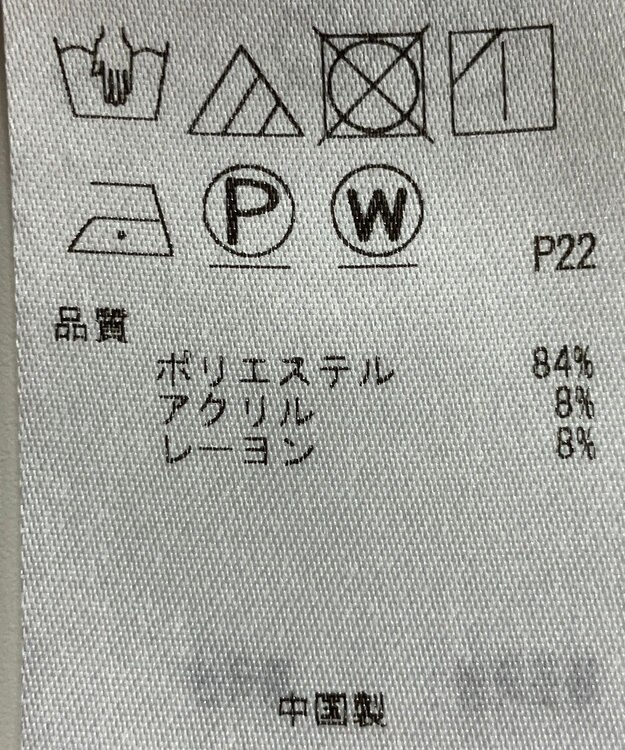 P W
P22
品質
ポリエステル 84%
アクリル 8%
レーヨン 8%
中国製